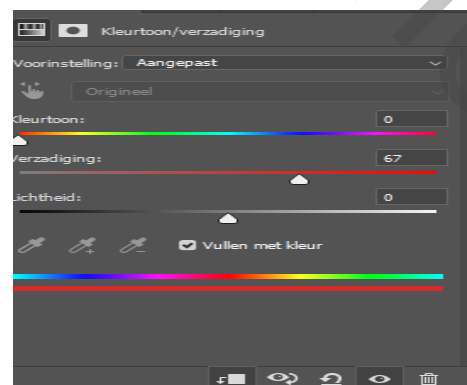 Kleurtoon/verzadiging
Voorinstelling: Aangepast
Origineel
Kleurtoon: 0
Verzadiging: 67
Lichtheid: 0
Vullen met kleur